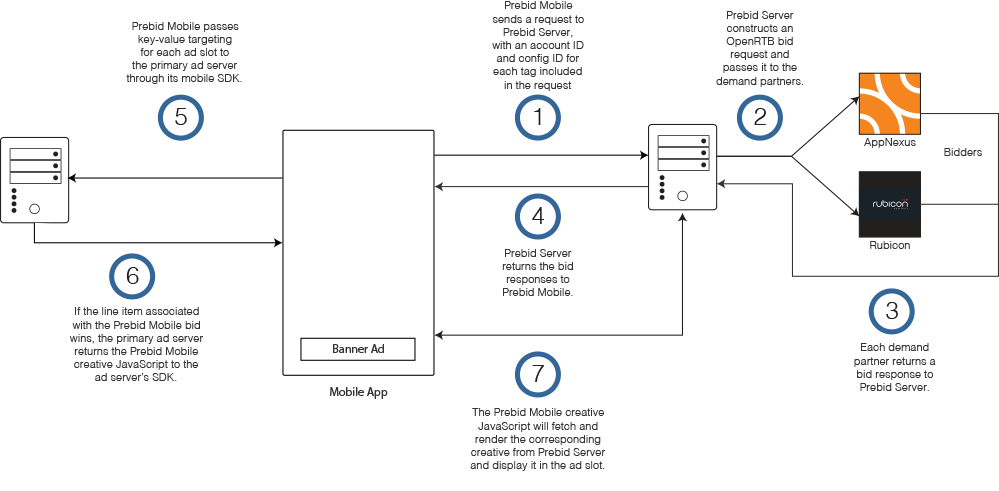 Prebid Mobile
sends a request to
Prebid Server,
with an account ID
and config ID for
each tag included
in the request
1
Prebid Server
constructs an
OpenRTB bid
request and
passes it to the
demand partners.
2
AppNexus
Bidders
rubicon
Rubicon
3
Each demand
partner returns a
bid response to
Prebid Server.
4
Prebid Server
returns the bid
responses to
Prebid Mobile.
Prebid Mobile passes
key-value targeting
for each ad slot to
the primary ad server
through its mobile SDK.
5
6
If the line item associated
with the Prebid Mobile bid
wins, the primary ad server
returns the Prebid Mobile
creative JavaScript to the
ad server's SDK.
Banner Ad
Mobile App
7
The Prebid Mobile creative
JavaScript will fetch and
render the corresponding
creative from Prebid Server
and display it in the ad slot.